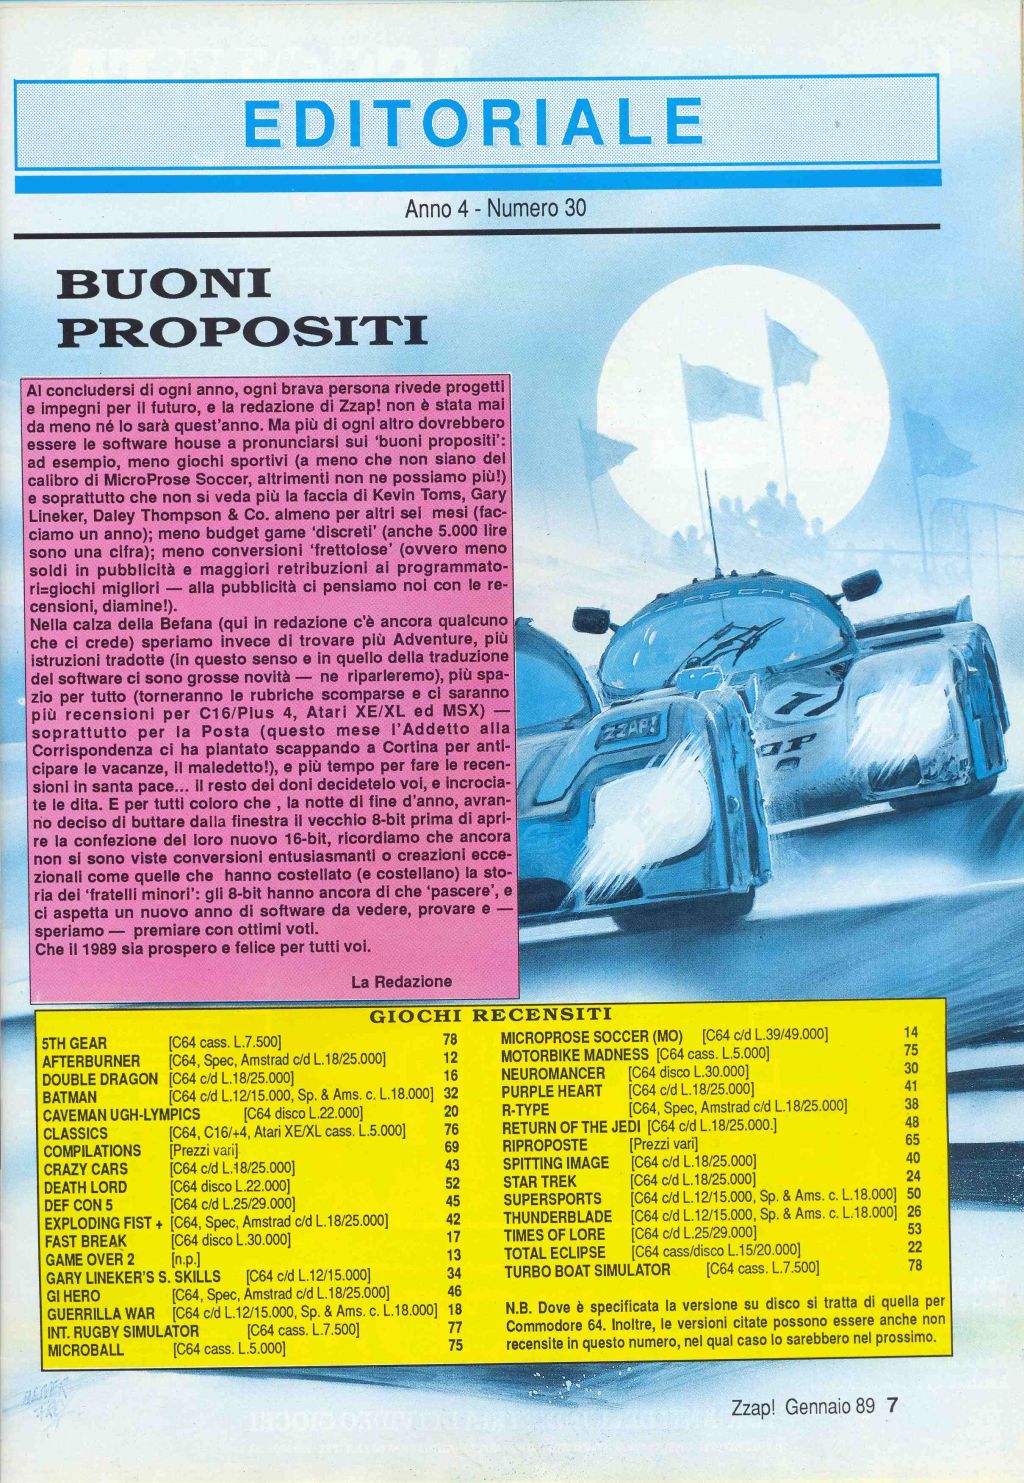 EDITORIALE
Anno 4 - Numero 30
BUONI
PROPOSITI
Al concludersi di ogni anno, ogni brava persona rivede progetti
e impegni per il futuro, e la redazione di Zzap! non è stata mai
da meno né lo sarà quest'anno. Ma più di ogni altro dovrebbero
essere le software house a pronunciarsi sui 'buoni propositi':
ad esempio, meno giochi sportivi (a meno che non siano del
calibro di MicroProse Soccer, altrimenti non ne possiamo più!)
e soprattutto che non si veda più la faccia di Kevin Toms, Gary
Lineker, Daley Thompson & Co. almeno per altri sei mesi (fac-
ciamo un anno); meno budget game 'discreti' (anche 5.000 lire
sono una cifra); meno conversioni 'frettolose' (ovvero meno
soldi in pubblicità e maggiori retribuzioni ai programmato-
ri=giochi migliori — alla pubblicità ci pensiamo noi con le re-
censioni, diamine!).
Nella calza della Befana (qui in redazione c'è ancora qualcuno
che ci crede) speriamo invece di trovare più Adventure, più
istruzioni tradotte (in questo senso e in quello della traduzione
del software ci sono grosse novità — ne riparleremo), più spa-
zio per tutto (torneranno le rubriche scomparse e ci saranno
più recensioni per C16/Plus 4, Atari XE/XL ed MSX) —
soprattutto per la Posta (questo mese l'Addetto alla
Corrispondenza ci ha plantato scappando a Cortina per anti-
cipare le vacanze, il maledetto!), e più tempo per fare le recen-
sioni in santa pace... il resto dei doni decidetelo voi, e incrocia-
te le dita. E per tutti coloro che , la notte di fine d'anno, avran-
no deciso di buttare dalla finestra il vecchio 8-bit prima di apri-
re la confezione del loro nuovo 16-bit, ricordiamo che ancora
non si sono viste conversioni entusiasmanti o creazioni ecce-
zionali come quelle che hanno costellato (e costellano) la sto-
ria dei 'fratelli minori': gli 8-bit hanno ancora di che 'pascere', e
ci aspetta un nuovo anno di software da vedere, provare e —
speriamo — premiare con ottimi voti.
Che il 1989 sia prospero e felice per tutti voi.
La Redazione
PORSCHE
ZZAP!
17
GIOCHI RECENSITI
5TH GEAR [C64 cass. L.7.500] 78
AFTERBURNER [C64, Spec, Amstrad c/d L.18/25.000] 12
DOUBLE DRAGON [C64 c/d L.18/25.000] 16
BATMAN [C64 c/d L.12/15.000, Sp. & Ams. c. L.18.000] 32
CAVEMAN UGH-LYMPICS [C64 disco L.22.000] 20
CLASSICS [C64, C16/+4, Atari XE/XL cass. L.5.000] 76
COMPILATIONS [Prezzi vari] 69
CRAZY CARS [C64 c/d L.18/25.000] 43
DEATH LORD [C64 disco L.22.000] 52
DEF CON 5 [C64 c/d L.25/29.000] 45
EXPLODING FIST + [C64, Spec, Amstrad c/d L.18/25.000] 42
FAST BREAK [C64 disco L.30.000] 17
GAME OVER 2 [n.p.] 13
GARY LINEKER'S S. SKILLS [C64 c/d L.12/15.000] 34
GI HERO [C64, Spec, Amstrad c/d L.18/25.000] 46
GUERRILLA WAR [C64 c/d L.12/15.000, Sp. & Ams. c. L.18.000] 18
INT. RUGBY SIMULATOR [C64 cass. L.7.500] 77
MICROBALL [C64 cass. L.5.000] 75
MICROPROSE SOCCER (MO) [C64 c/d L.39/49.000] 14
MOTORBIKE MADNESS [C64 cass. L.5.000] 75
NEUROMANCER [C64 disco L.30.000] 30
PURPLE HEART [C64 c/d L.18/25.000] 41
R-TYPE [C64, Spec, Amstrad c/d L.18/25.000] 38
RETURN OF THE JEDI [C64 c/d L.18/25.000.] 48
RIPROPOSTE [Prezzi vari] 65
SPITTING IMAGE [C64 c/d L.18/25.000] 40
STAR TREK [C64 c/d L.18/25.000] 24
SUPERSPORTS [C64 c/d L.12/15.000, Sp. & Ams. c. L.18.000] 50
THUNDERBLADE [C64 c/d L.12/15.000, Sp. & Ams. c. L.18.000] 26
TIMES OF LORE [C64 c/d L.25/29.000] 53
TOTAL ECLIPSE [C64 cass/disco L.15/20.000] 22
TURBO BOAT SIMULATOR [C64 cass. L.7.500] 78
N.B. Dove è specificata la versione su disco si tratta di quella per
Commodore 64. Inoltre, le versioni citate possono essere anche non
recensite in questo numero, nel qual caso lo sarebbero nel prossimo.
Zzap! Gennaio 89 7